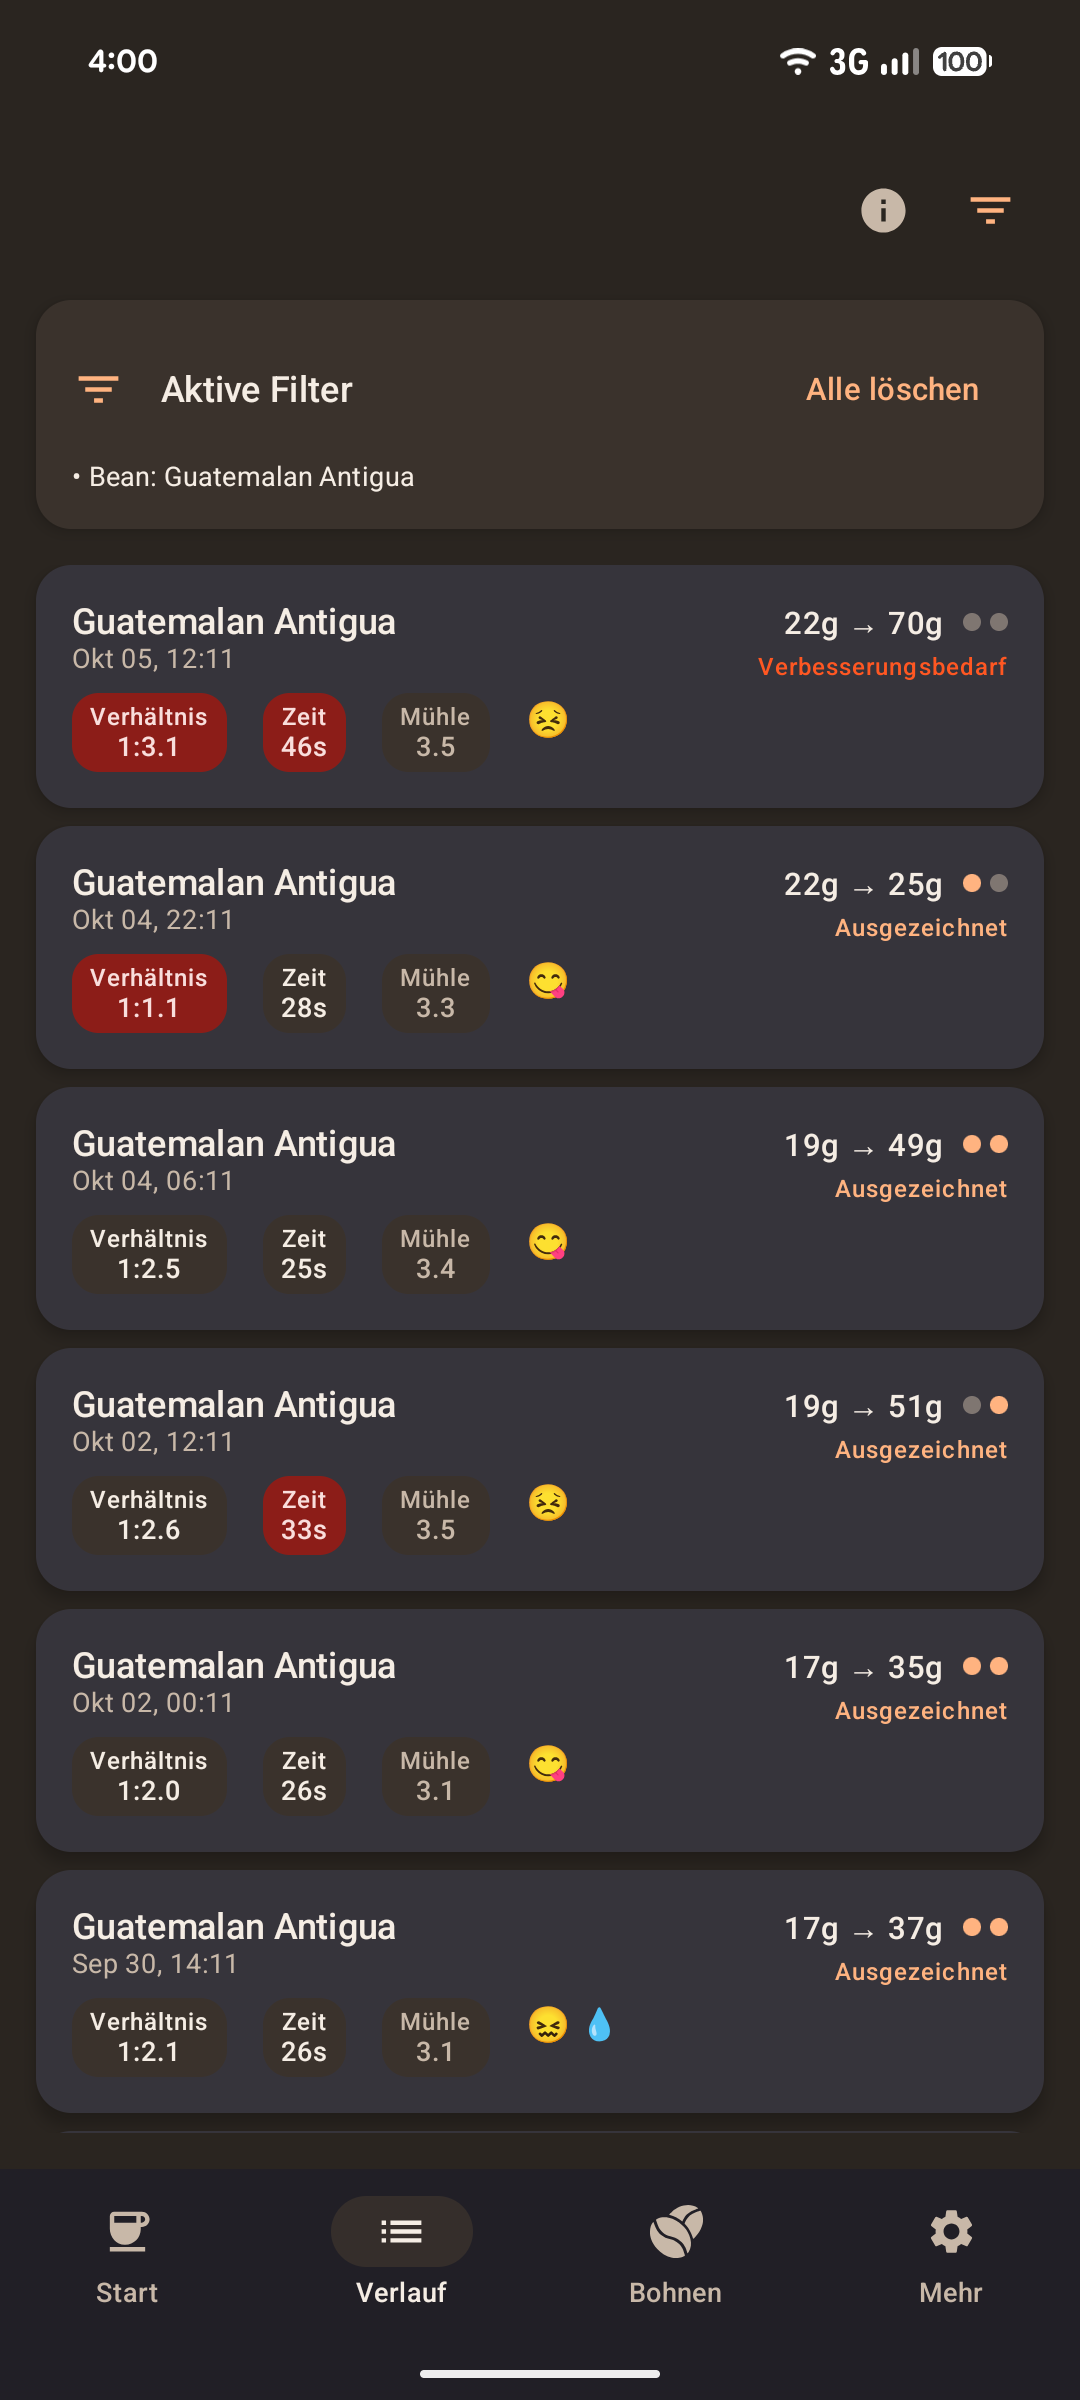 4:00
3G
100
Aktive Filter
Alle löschen
• Bean: Guatemalan Antigua
Guatemalan Antigua
22g → 70g
Okt 05, 12:11
Verbesserungsbedarf
Verhältnis
1:3.1
Zeit
46s
Mühle
3.5
Guatemalan Antigua
22g → 25g
Okt 04, 22:11
Ausgezeichnet
Verhältnis
1:1.1
Zeit
28s
Mühle
3.3
Guatemalan Antigua
19g → 49g
Okt 04, 06:11
Ausgezeichnet
Verhältnis
1:2.5
Zeit
25s
Mühle
3.4
Guatemalan Antigua
19g → 51g
Okt 02, 12:11
Ausgezeichnet
Verhältnis
1:2.6
Zeit
33s
Mühle
3.5
Guatemalan Antigua
17g → 35g
Okt 02, 00:11
Ausgezeichnet
Verhältnis
1:2.0
Zeit
26s
Mühle
3.1
Guatemalan Antigua
17g → 37g
Sep 30, 14:11
Ausgezeichnet
Verhältnis
1:2.1
Zeit
26s
Mühle
3.1
Start
Verlauf
Bohnen
Mehr